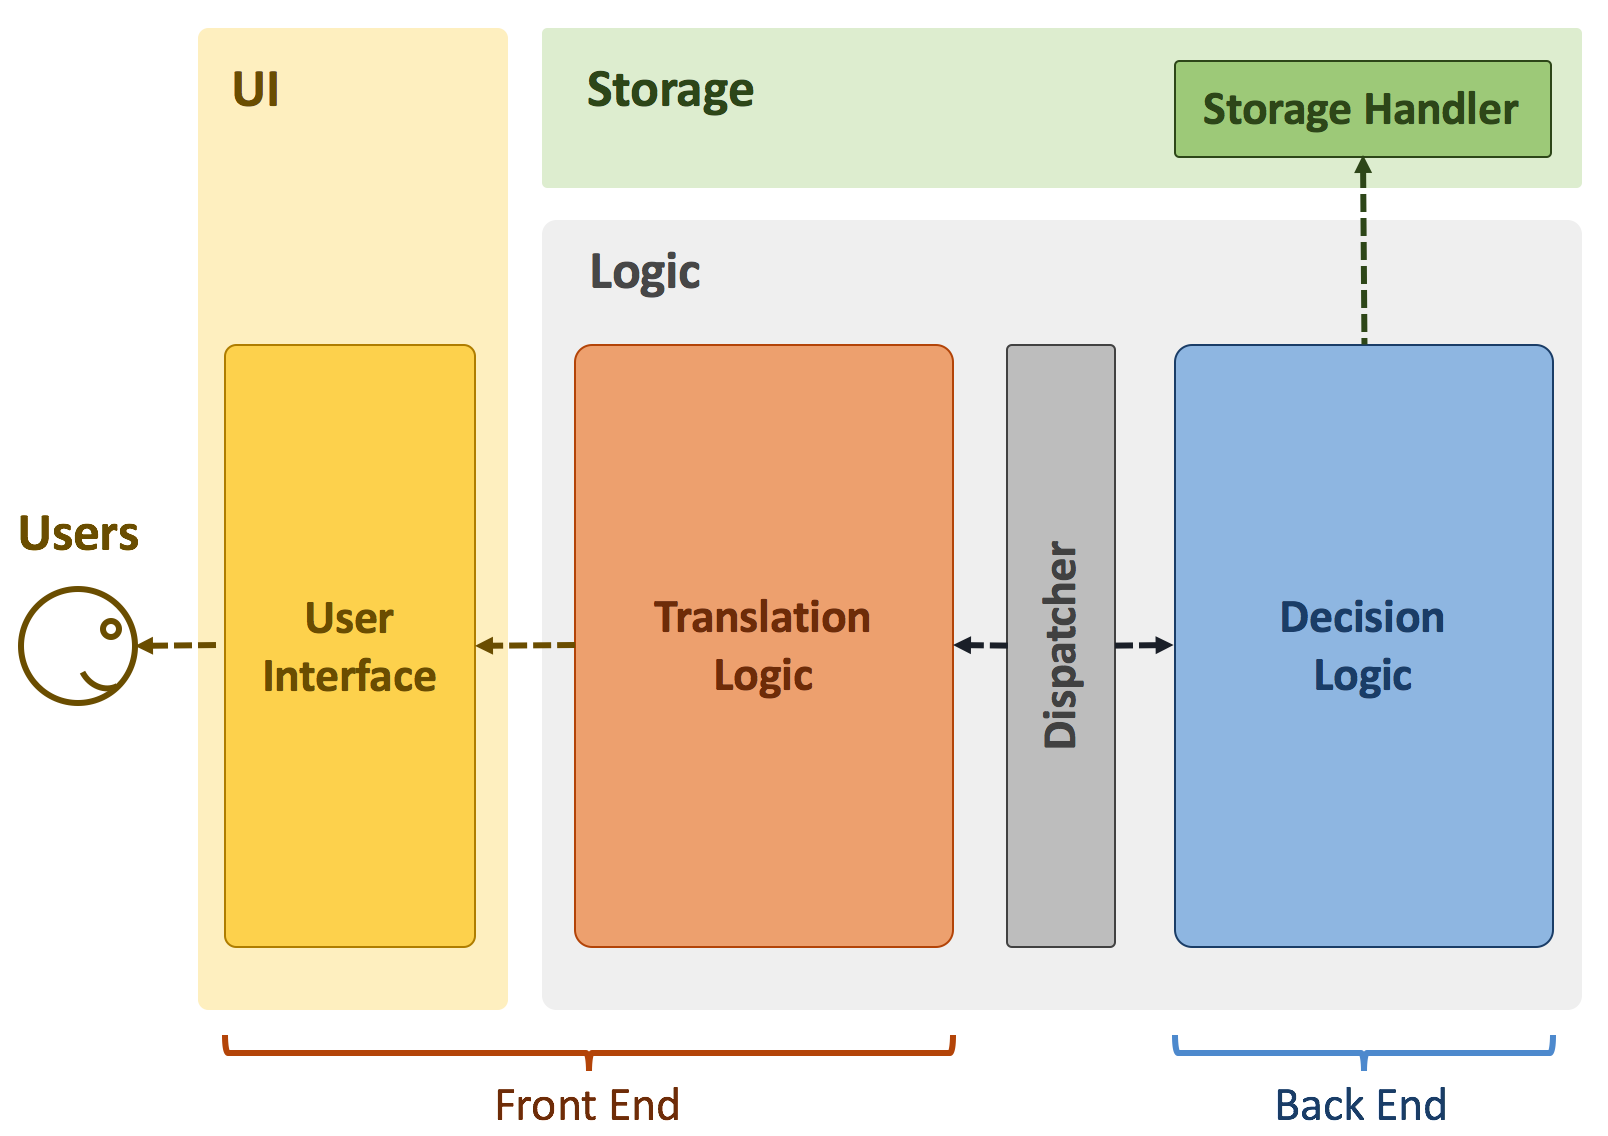 UI
Storage
Storage Handler
Logic
Users
User
Interface
Translation
Logic
Dispatcher
Decision
Logic
Front End
Back End